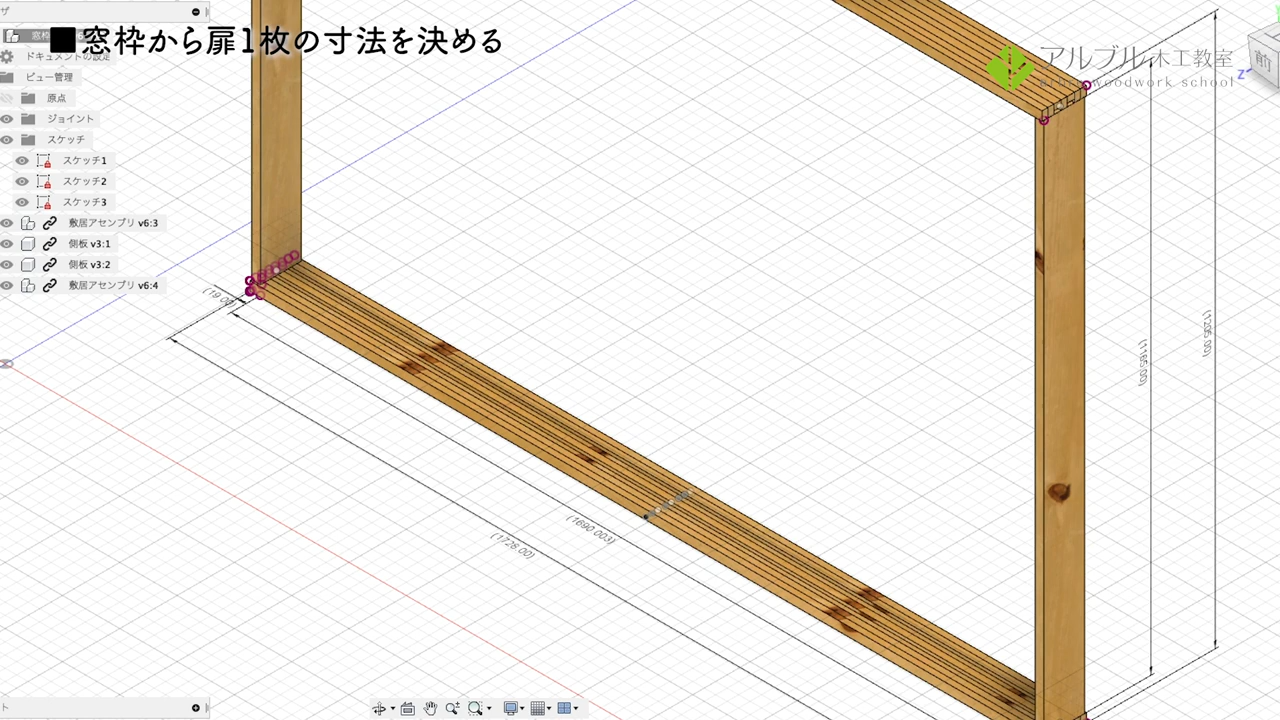 ザ
■窓枠から扉1枚の寸法を決める
ドキュメントの設定
ビュー管理
原点
ジョイント
スケッチ
スケッチ1
スケッチ2
スケッチ3
敷居アセンブリ v6:3
側板 v3:1
側板 v3:2
敷居アセンブリ v6:4
アルブル木工教室
woodwork school
前
Z
(19.00)
(1690.003)
(1726.00)
ト